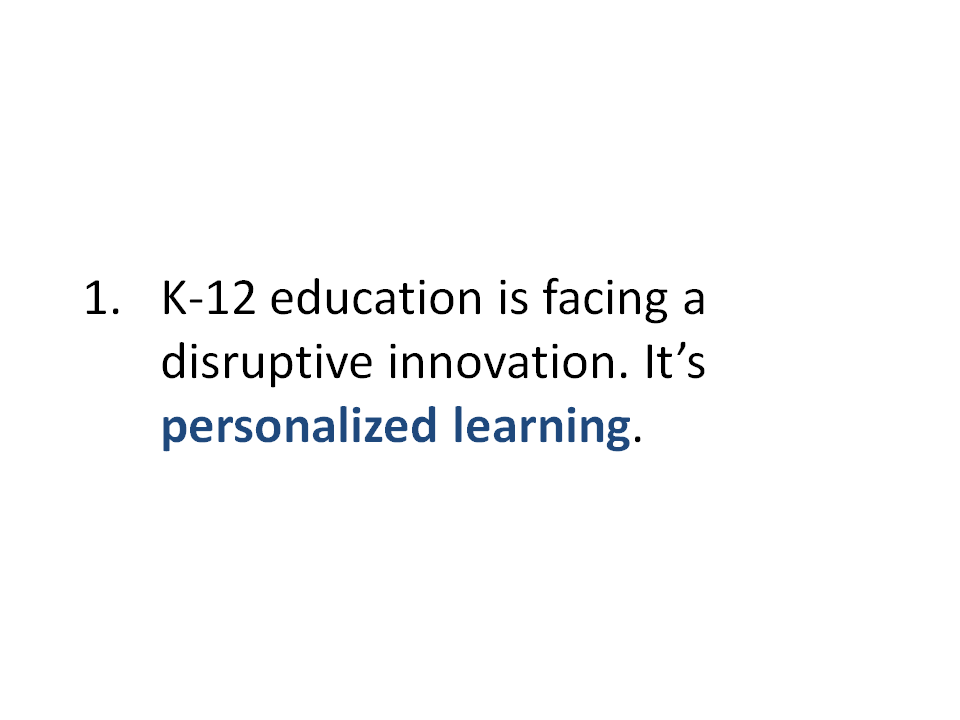 1. K-12 education is facing a
disruptive innovation. It’s
personalized learning.